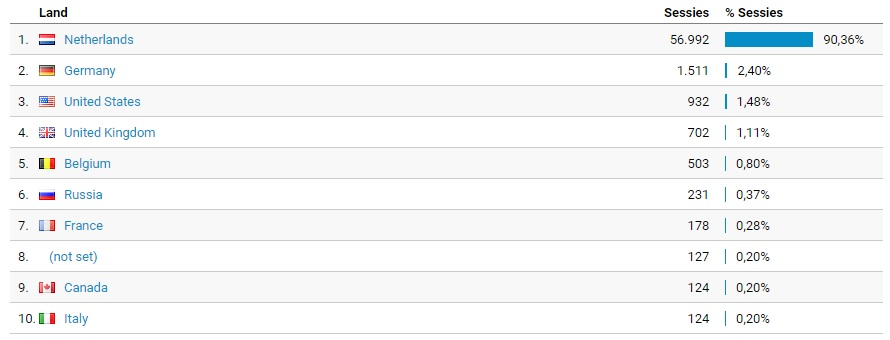 Land Sessies % Sessies
1. Netherlands 56.992 90,36%
2. Germany 1.511 2,40%
3. United States 932 1,48%
4. United Kingdom 702 1,11%
5. Belgium 503 0,80%
6. Russia 231 0,37%
7. France 178 0,28%
8. (not set) 127 0,20%
9. Canada 124 0,20%
10. Italy 124 0,20%